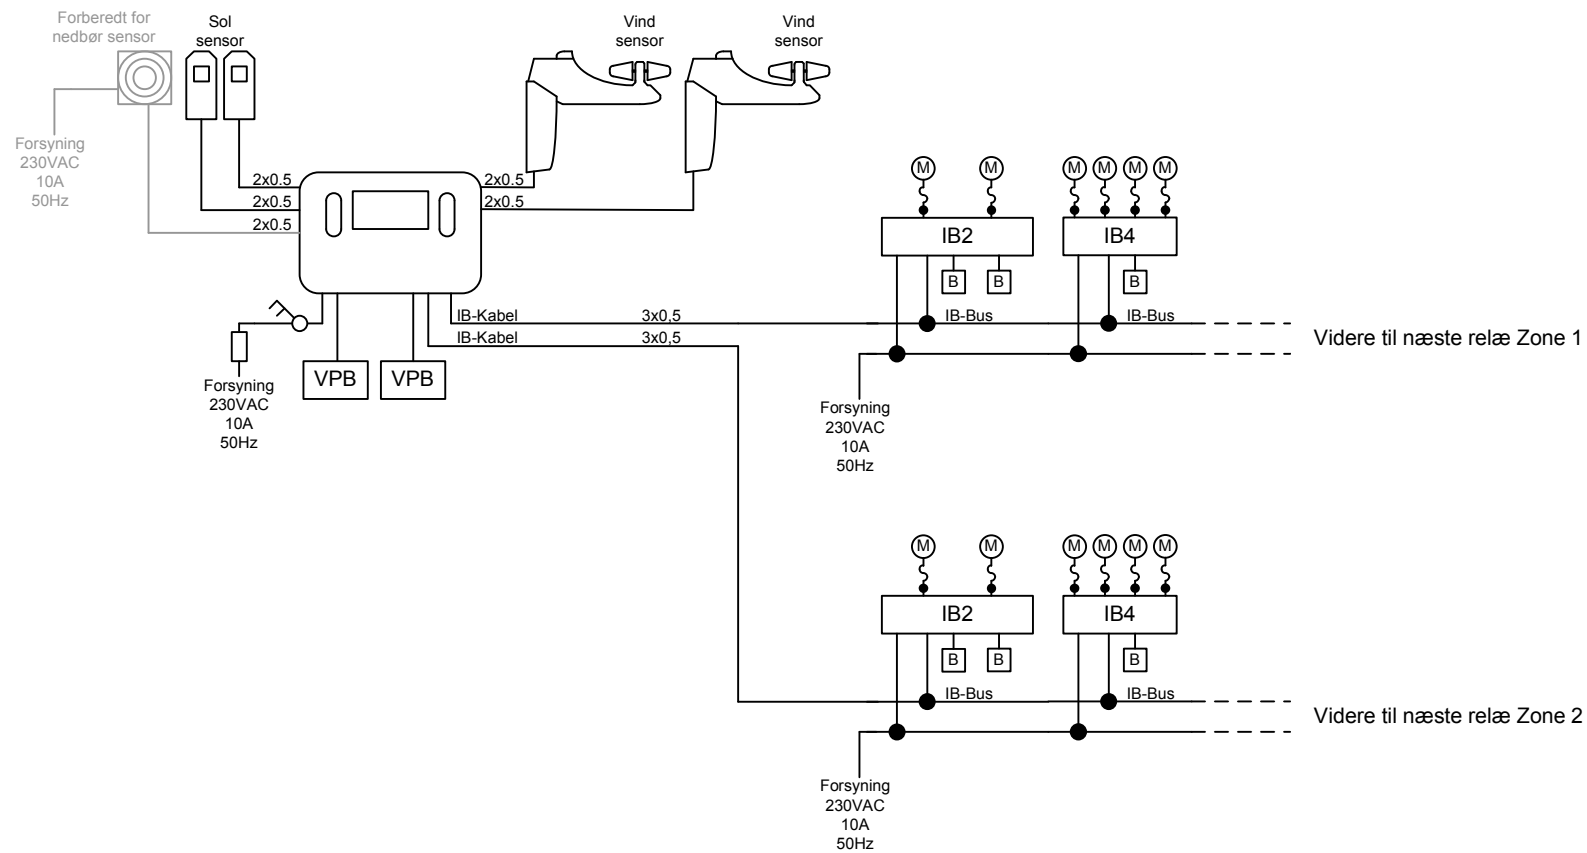 Forberedt for
nedbør sensor
Sol
sensor
Vind
sensor
Vind
sensor
Forsyning
230VAC
10A
50Hz
2x0.5
2x0.5
2x0.5
2x0.5
2x0.5
M
M
M
M
M
M
IB2
IB4
B
B
B
IB-Kabel
3x0,5
IB-Bus
IB-Bus
IB-Kabel
3x0,5
Videre til næste relæ Zone 1
VPB
VPB
Forsyning
230VAC
10A
50Hz
Forsyning
230VAC
10A
50Hz
M
M
M
M
M
M
IB2
IB4
B
B
B
IB-Bus
IB-Bus
Videre til næste relæ Zone 2
Forsyning
230VAC
10A
50Hz